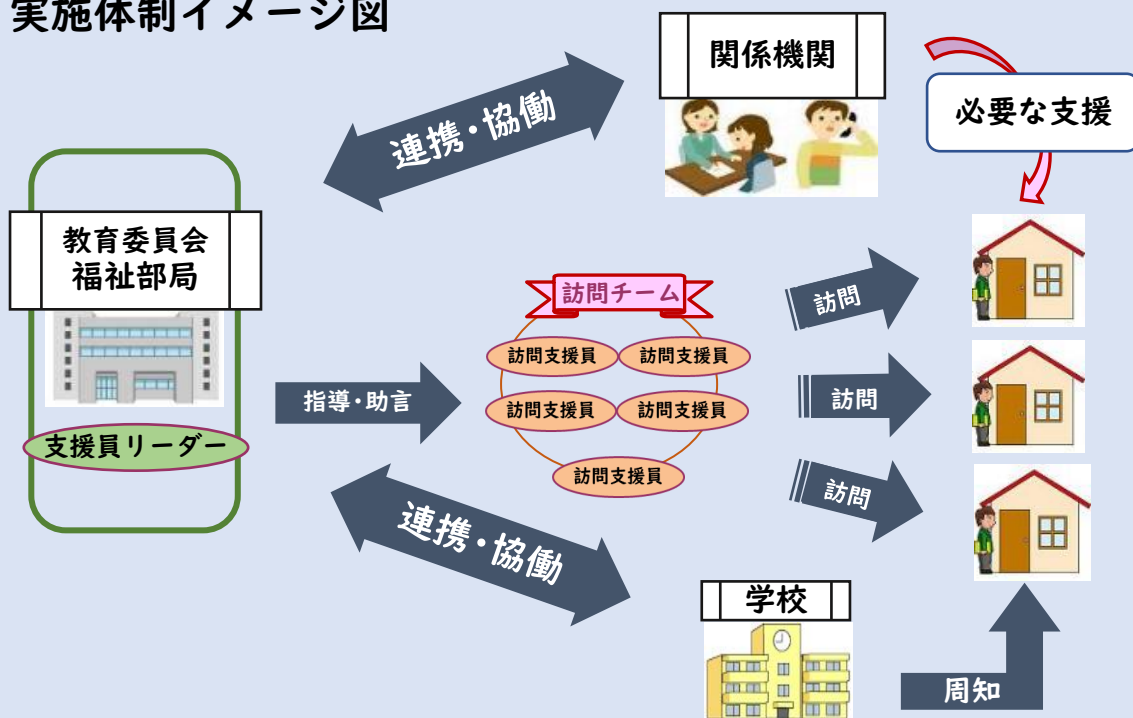 実施体制イメージ図
関係機関
必要な支援
連携・協働
教育委員会
福祉部局
支援員リーダー
指導・助言
訪問チーム
訪問支援員
訪問支援員
訪問支援員
訪問支援員
訪問支援員
訪問
訪問
訪問
連携・協働
学校
周知